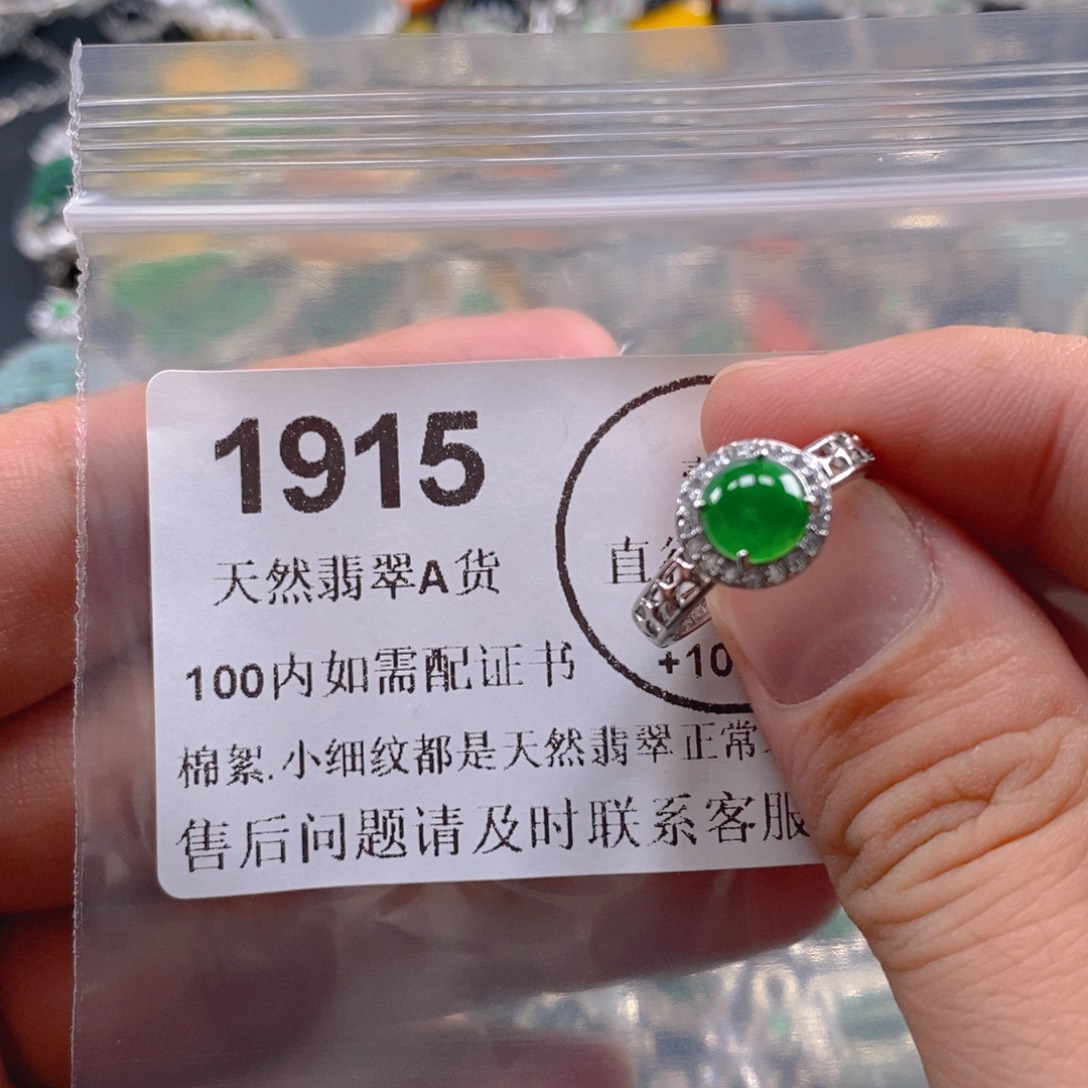 1915
天然翡翠A货
直
+10
100内如需配证书
棉絮.小细纹都是天然翡翠正常
售后问题请及时联系客服